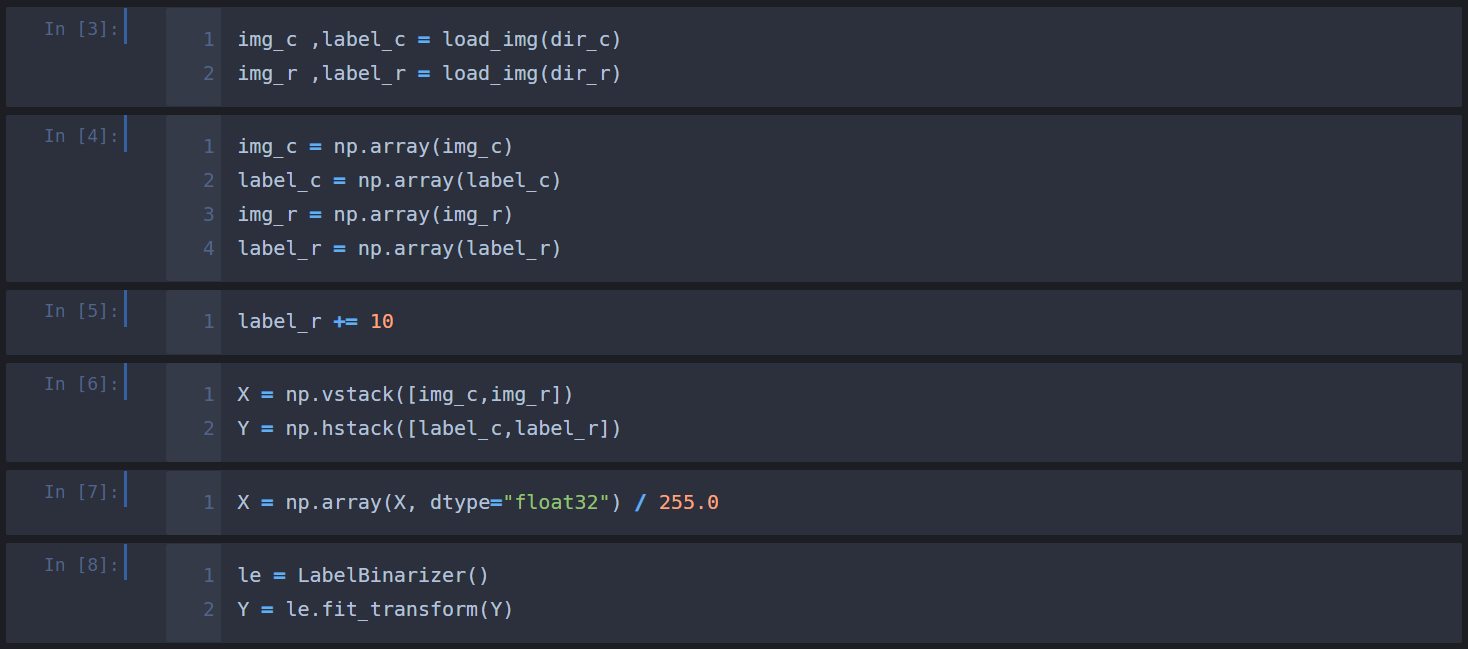 In [3]:
1 img_c ,label_c = load_img(dir_c)
2 img_r ,label_r = load_img(dir_r)
In [4]:
1 img_c = np.array(img_c)
2 label_c = np.array(label_c)
3 img_r = np.array(img_r)
4 label_r = np.array(label_r)
In [5]:
1 label_r += 10
In [6]:
1 X = np.vstack([img_c,img_r])
2 Y = np.hstack([label_c,label_r])
In [7]:
1 X = np.array(X, dtype="float32") / 255.0
In [8]:
1 le = LabelBinarizer()
2 Y = le.fit_transform(Y)